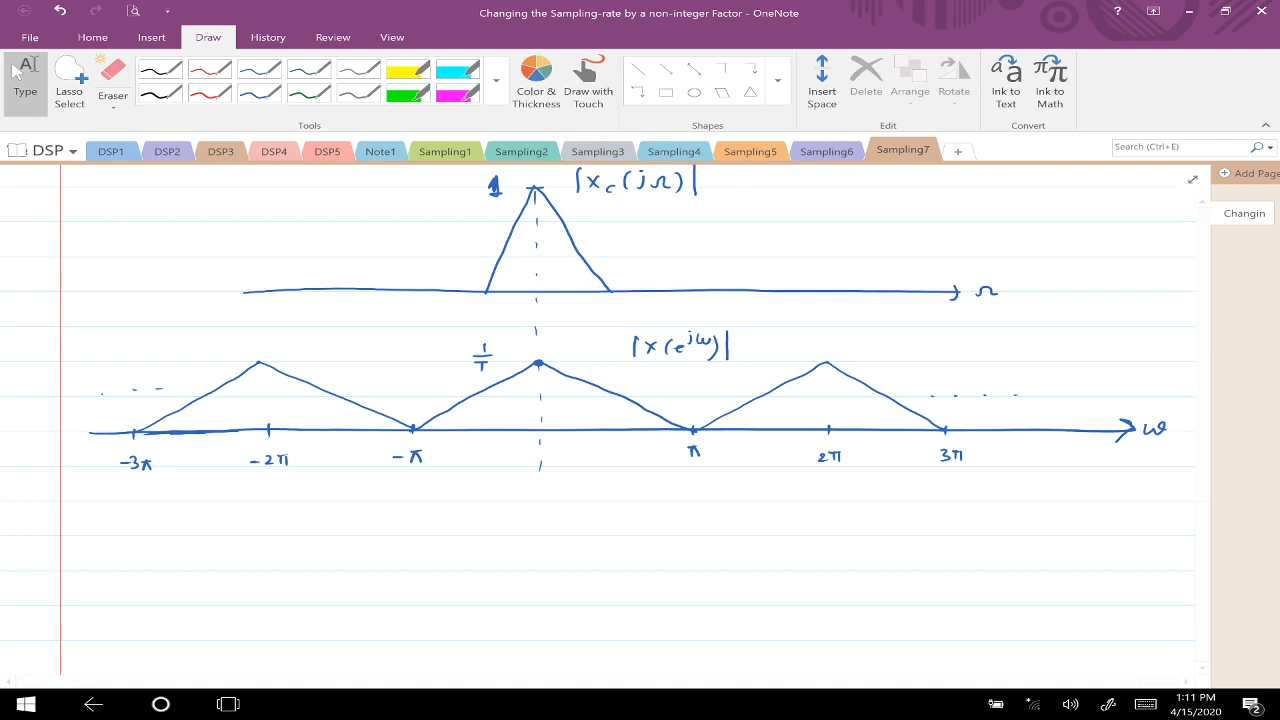 Changing the Sampling-rate by a non-integer Factor - OneNote
File Home Insert Draw History Review View
Type
Lasso Select
Eraser
Color & Thickness
Draw with Touch
Insert Space
Delete
Arrange
Rotate
Ink to Text
Ink to Math
Tools Shapes Edit Convert
DSP DSP1 DSP2 DSP3 DSP4 DSP5 Note1 Sampling1 Sampling2 Sampling3 Sampling4 Sampling5 Sampling6 Sampling7 +
Search (Ctrl+E)
Add Page
Changin
1 |Xc(jΩ)|
Ω
1/T |X(e^jω)|
ω
-3π -2π -π π 2π 3π
1:11 PM
4/15/2020
2